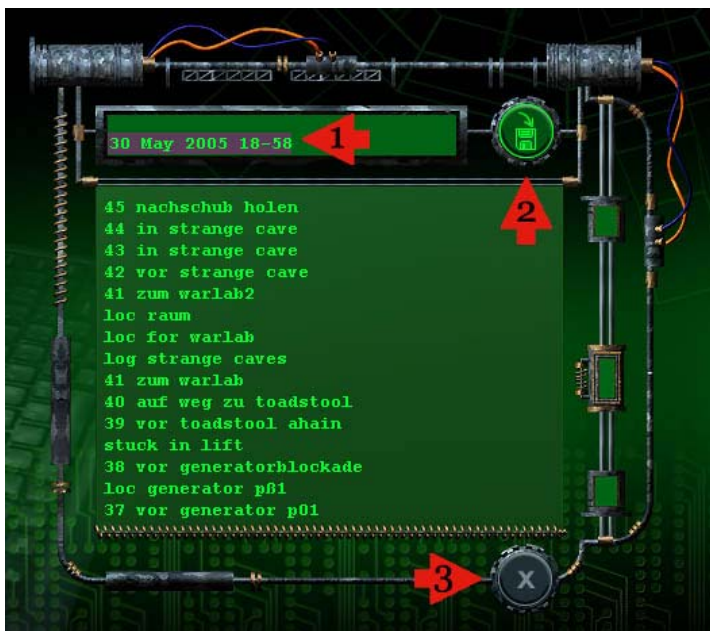 30 May 2005 18-58
1
2
45 nachschub holen
44 in strange cave
43 in strange cave
42 vor strange cave
41 zum warlab2
loc raum
loc for warlab
log strange caves
41 zum warlab
40 auf weg zu toadstool
39 vor toadstool ahain
stuck in lift
38 vor generatorblockade
loc generator pß1
37 vor generator p01
3
X